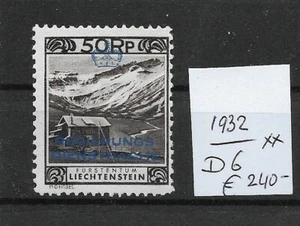 50RP
FÜRSTENTUM
LIECHTENSTEIN
1932
xx
D6
€ 240-